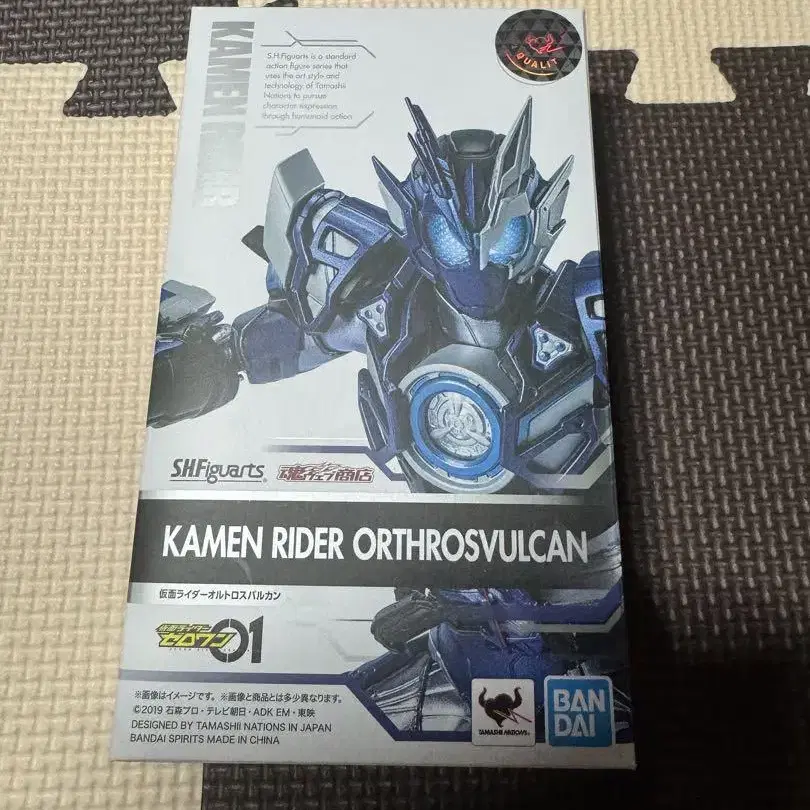 KAMEN RIDER
S.H.Figuarts is a standard
action figure series that
uses the art style and
technology of Tamashii
Nations to pursue
character expression
through humanoid action
QUALIT
S.H.Figuarts
魂ウェブ商店
KAMEN RIDER ORTHROSVULCAN
仮面ライダーオルトロスバルカン
仮面ライダー
ゼロワン 01
※画像はイメージです。※画像と商品とは多少異なります。
©2019 石森プロ・テレビ朝日・ADK EM・東映
DESIGNED BY TAMASHII NATIONS IN JAPAN
BANDAI SPIRITS MADE IN CHINA
TAMASHII NATIONS
BAN
DAI